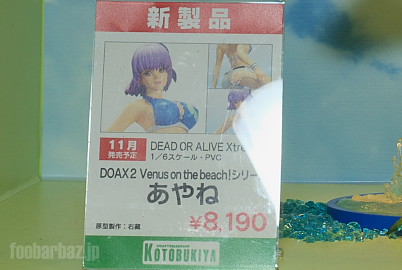 新製品
11月
発売予定
DEAD OR ALIVE Xtre
1/6スケール・PVC
DOAX2 Venus on the beach!シリー
あやね
原型製作:石蔵
¥8,190
KOTOBUKIYA
foobarbaz.jp